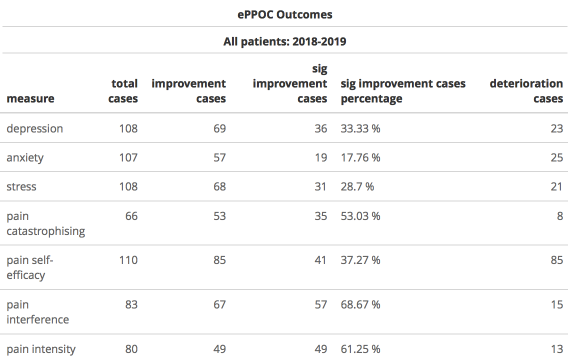 ePPOC Outcomes
All patients: 2018-2019
measure total cases improvement cases sig improvement cases sig improvement cases percentage deterioration cases
depression 108 69 36 33.33 % 23
anxiety 107 57 19 17.76 % 25
stress 108 68 31 28.7 % 21
pain catastrophising 66 53 35 53.03 % 8
pain self-efficacy 110 85 41 37.27 % 85
pain interference 83 67 57 68.67 % 15
pain intensity 80 49 49 61.25 % 13